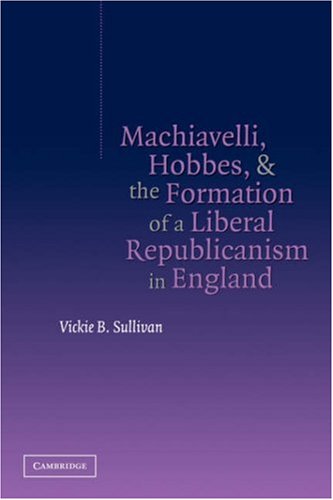 Machiavelli,
Hobbes, &
the Formation
of a Liberal
Republicanism
in England
Vickie B. Sullivan
CAMBRIDGE